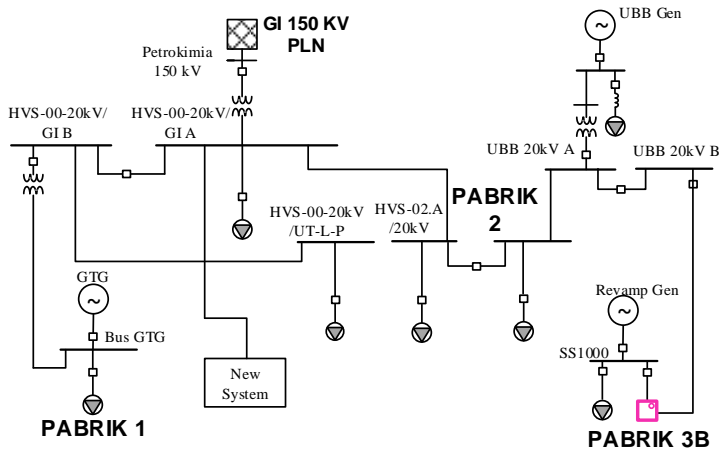 GI 150 KV
PLN
UBB Gen
Petrokimia
150 kV
HVS-00-20kV/
GI B
HVS-00-20kV/
GI A
UBB 20kV A
UBB 20kV B
PABRIK
2
HVS-00-20kV
/UT-L-P
HVS-02.A
/20kV
GTG
~
~
~
Revamp Gen
Bus GTG
SS1000
New
System
PABRIK 1
PABRIK 3B